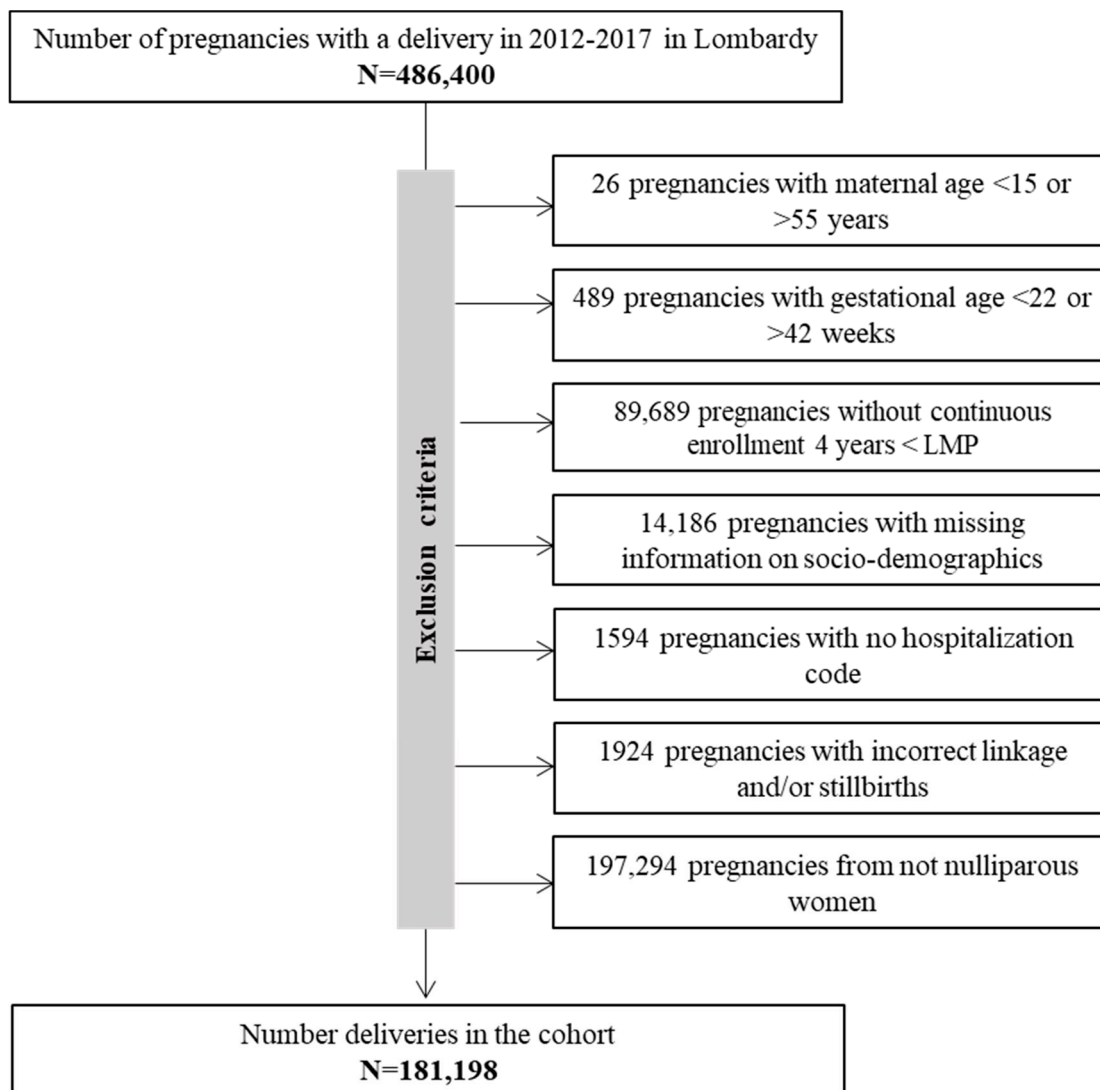 Number of pregnancies with a delivery in 2012-2017 in Lombardy
N=486,400
Exclusion criteria
26 pregnancies with maternal age <15 or
>55 years
489 pregnancies with gestational age <22 or
>42 weeks
89,689 pregnancies without continuous
enrollment 4 years < LMP
14,186 pregnancies with missing
information on socio-demographics
1594 pregnancies with no hospitalization
code
1924 pregnancies with incorrect linkage
and/or stillbirths
197,294 pregnancies from not nulliparous
women
Number deliveries in the cohort
N=181,198